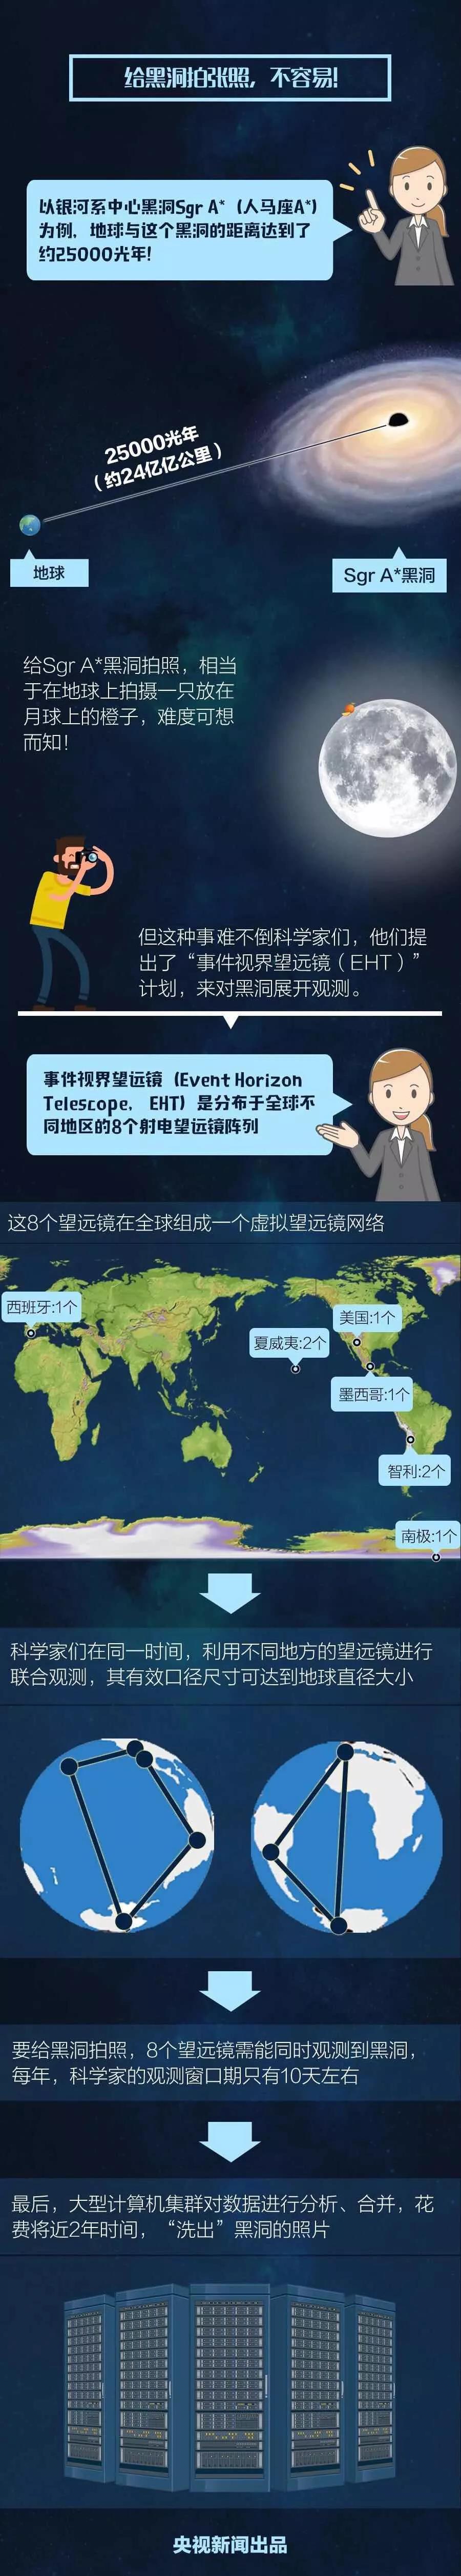 给黑洞拍张照，不容易！
以银河系中心黑洞Sgr A*（人马座A*）
为例，地球与这个黑洞的距离达到了
约25000光年！
25000光年
（约24亿亿公里）
地球
Sgr A*黑洞
给Sgr A*黑洞拍照，相当
于在地球上拍摄一只放在
月球上的橙子，难度可想
而知！
但这种事难不倒科学家们，他们提
出了“事件视界望远镜（EHT）”
计划，来对黑洞展开观测。
事件视界望远镜（Event Horizon
Telescope， EHT）是分布于全球不
同地区的8个射电望远镜阵列
这8个望远镜在全球组成一个虚拟望远镜网络
西班牙:1个
美国:1个
夏威夷:2个
墨西哥:1个
智利:2个
南极:1个
科学家们在同一时间，利用不同地方的望远镜进行
联合观测，其有效口径尺寸可达到地球直径大小
要给黑洞拍照，8个望远镜需能同时观测到黑洞，
每年，科学家的观测窗口期只有10天左右
最后，大型计算机集群对数据进行分析、合并，花
费将近2年时间，“洗出”黑洞的照片
央视新闻出品